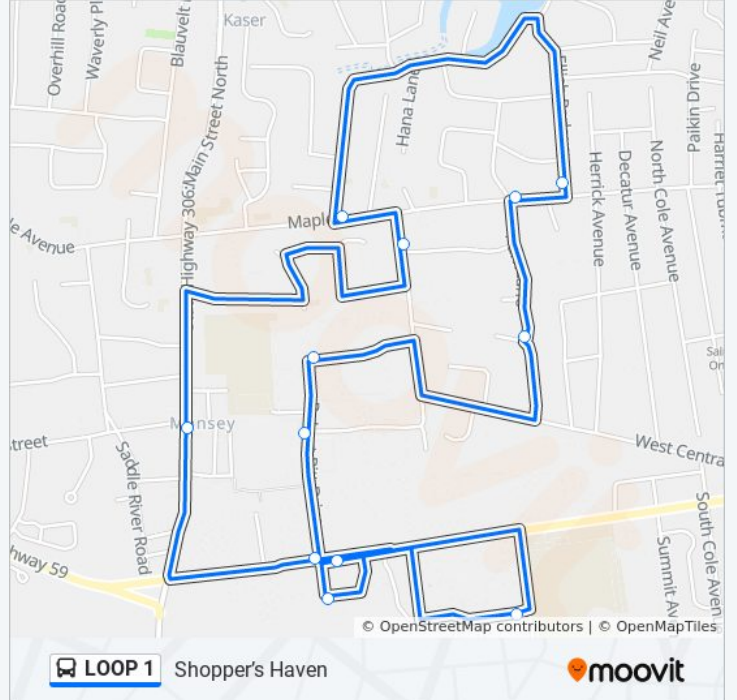 Kaser
Overhill Road
Waverly Pl
Blauvelt
Neil Ave
Hana Lane
Paikin Drive
Highway 306;Main Street North
Herrick Avenue
Decatur Avenue
North Cole Avenue
Maple
le Avenue
Monsey
treet
Saddle River Road
West Centra
hway 59
South Cole Aven
Summit Av
© OpenStreetMap contributors | © OpenMapTiles
LOOP 1 Shopper's Haven
moovit